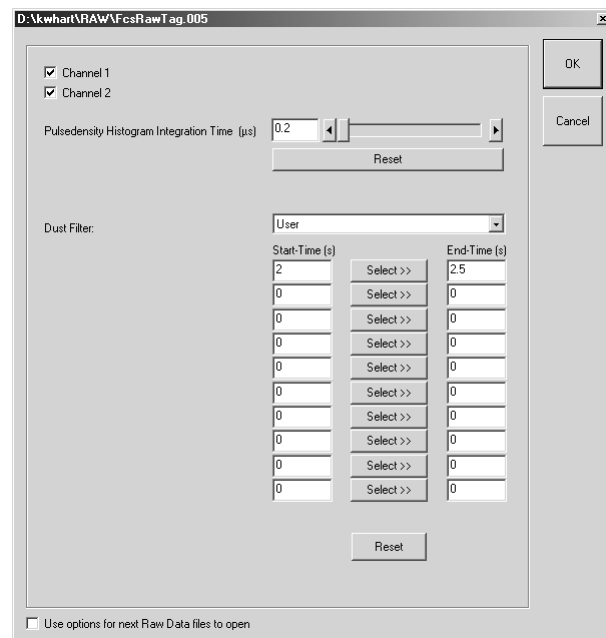 D:\kwhart\RAW\FcsRawTag.005
OK
Cancel
Channel 1
Channel 2
Pulsedensity Histogram Integration Time (µs) 0.2
Reset
Dust Filter: User
Start-Time (s) End-Time (s)
2 Select >> 2.5
0 Select >> 0
0 Select >> 0
0 Select >> 0
0 Select >> 0
0 Select >> 0
0 Select >> 0
0 Select >> 0
0 Select >> 0
0 Select >> 0
Reset
Use options for next Raw Data files to open